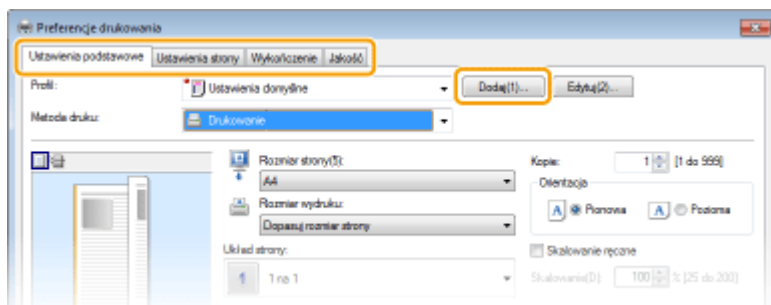 Preferencje drukowania
Ustawienia podstawowe Ustawienia strony Wykończenie Jakość
Profil: Ustawienia domyślne Dodaj(1)... Edytuj(2)...
Metoda druku: Drukowanie
Rozmiar strony(5): Kopie: 1 [1 do 999]
A4 Orientacja
Rozmiar wydruku: A Pionowa A Pozioma
Dopasuj rozmiar strony
Układ strony: Skalowanie ręczne
1 1 na 1 Skalowanie(D): 100 % [25 do 200]